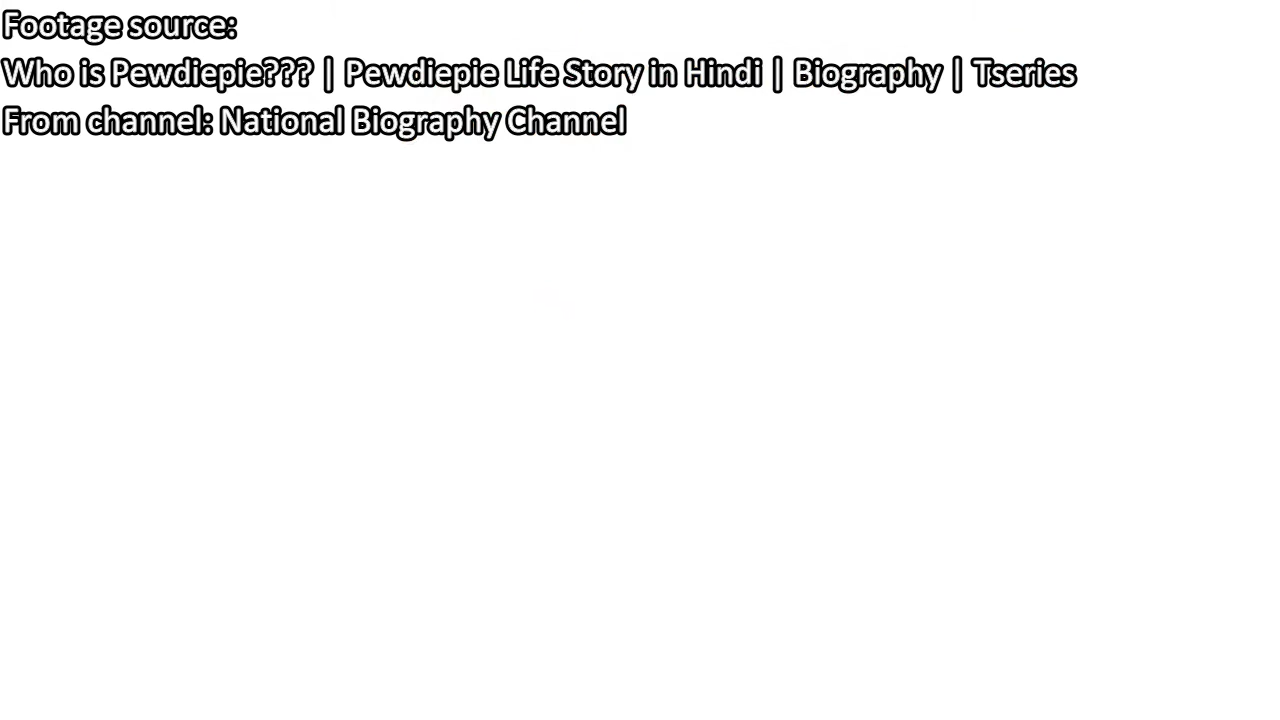 Footage source:
Who is Pewdiepie??? | Pewdiepie Life Story in Hindi | Biography | Tseries
From channel: National Biography Channel